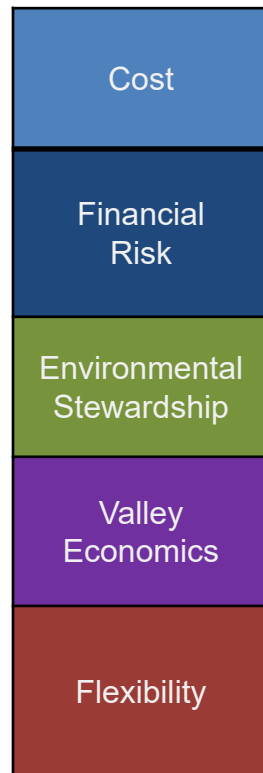 Cost
Financial
Risk
Environmental
Stewardship
Valley
Economics
Flexibility